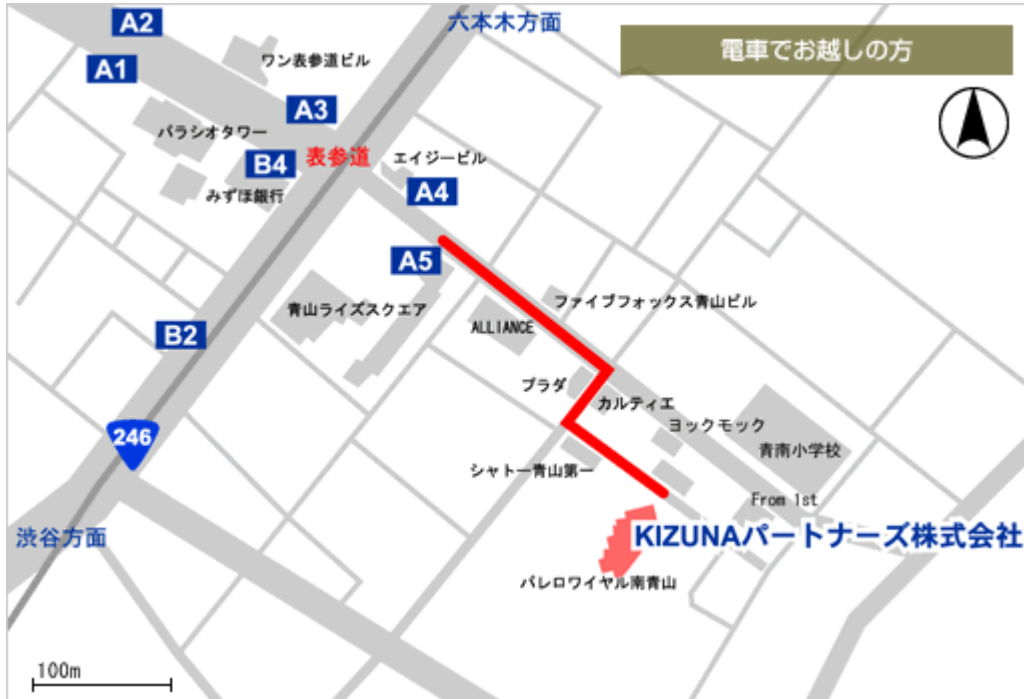 六本木方面
電車でお越しの方
A2
ワン表参道ビル
A1
A3
パラシオタワー
B4
表参道
エイジービル
みずほ銀行
A4
A5
青山ライズスクエア
ファイブフォックス青山ビル
ALLIANCE
B2
プラダ
カルティエ
ヨックモック
246
青南小学校
シャトー青山第一
From 1st
渋谷方面
KIZUNAパートナーズ株式会社
パレロワイヤル南青山
100m